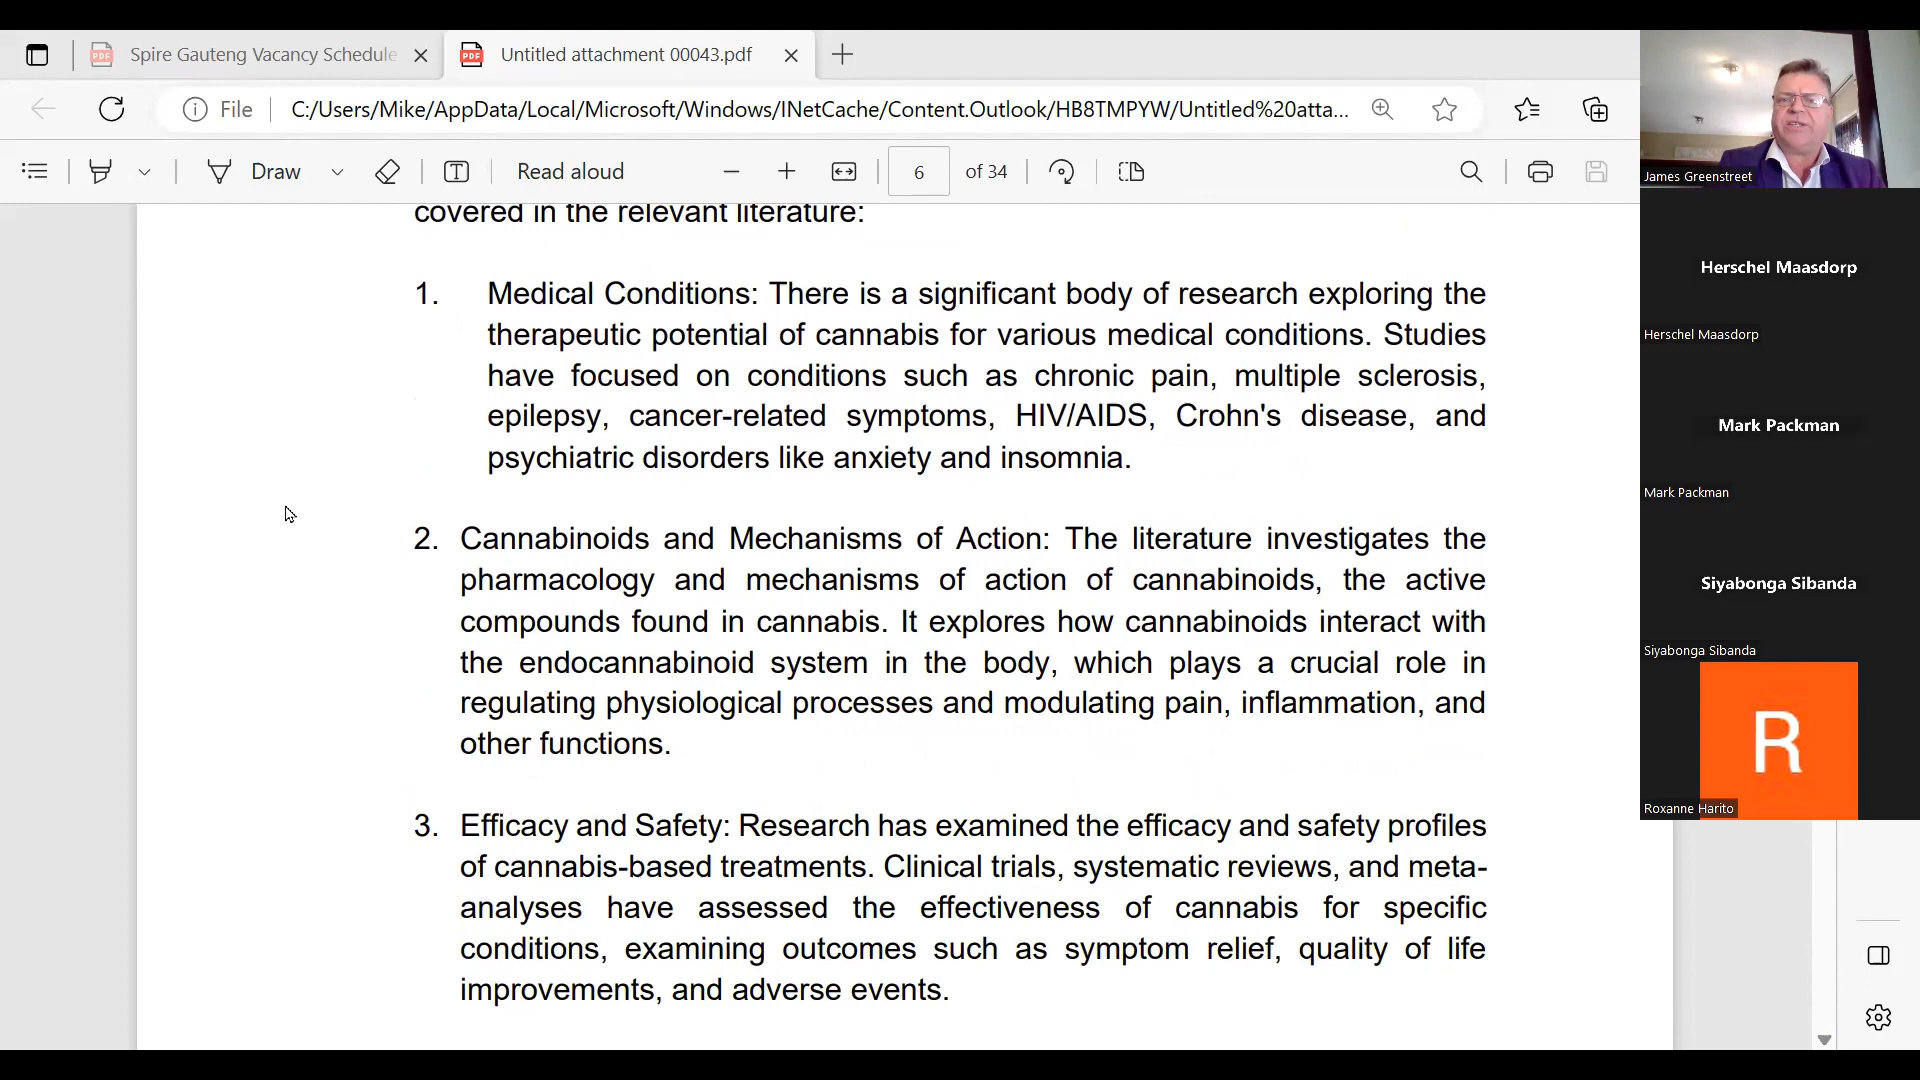 Spire Gauteng Vacancy Schedule
Untitled attachment 00043.pdf
File
C:/Users/Mike/AppData/Local/Microsoft/Windows/INetCache/Content.Outlook/HB8TMPYW/Untitled%20atta...
Draw
Read aloud
6
of 34
covered in the relevant literature:
1. Medical Conditions: There is a significant body of research exploring the
therapeutic potential of cannabis for various medical conditions. Studies
have focused on conditions such as chronic pain, multiple sclerosis,
epilepsy, cancer-related symptoms, HIV/AIDS, Crohn's disease, and
psychiatric disorders like anxiety and insomnia.
2. Cannabinoids and Mechanisms of Action: The literature investigates the
pharmacology and mechanisms of action of cannabinoids, the active
compounds found in cannabis. It explores how cannabinoids interact with
the endocannabinoid system in the body, which plays a crucial role in
regulating physiological processes and modulating pain, inflammation, and
other functions.
3. Efficacy and Safety: Research has examined the efficacy and safety profiles
of cannabis-based treatments. Clinical trials, systematic reviews, and meta-
analyses have assessed the effectiveness of cannabis for specific
conditions, examining outcomes such as symptom relief, quality of life
improvements, and adverse events.
James Greenstreet
Herschel Maasdorp
Herschel Maasdorp
Mark Packman
Mark Packman
Siyabonga Sibanda
Siyabonga Sibanda
R
Roxanne Harito